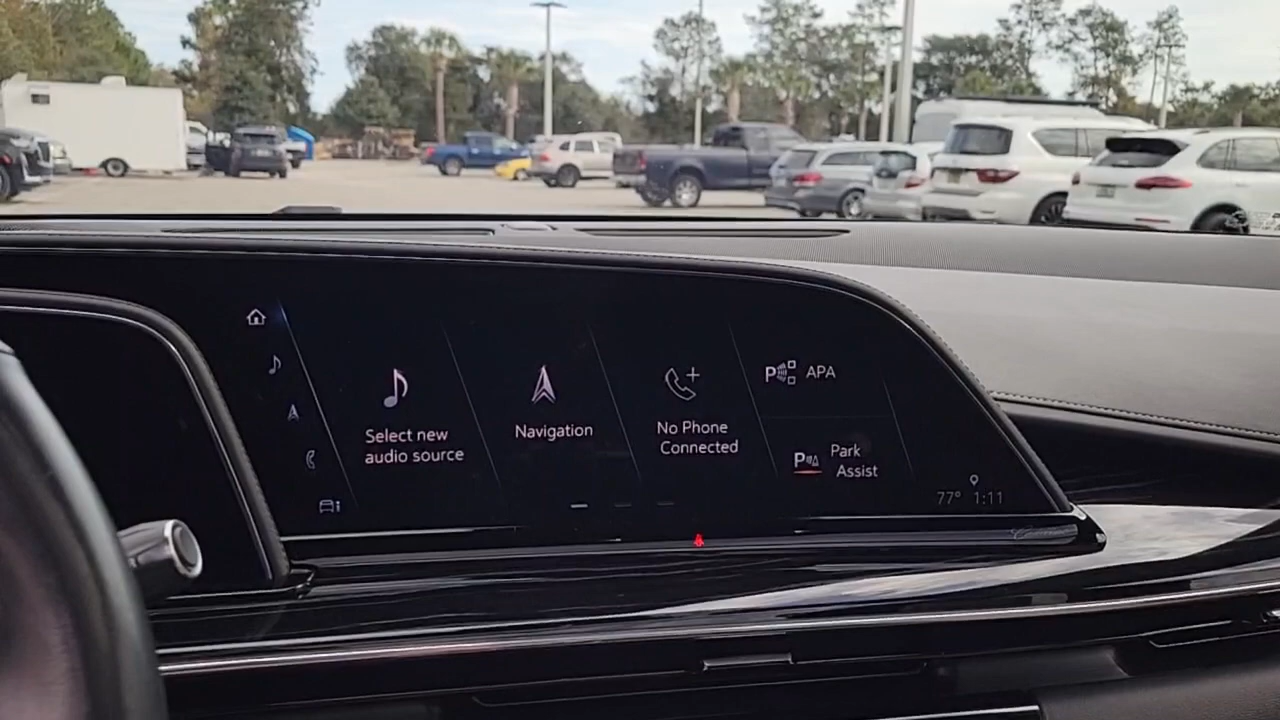 Select new
audio source
Navigation
No Phone
Connected
P APA
P Park
Assist
77° 1:11